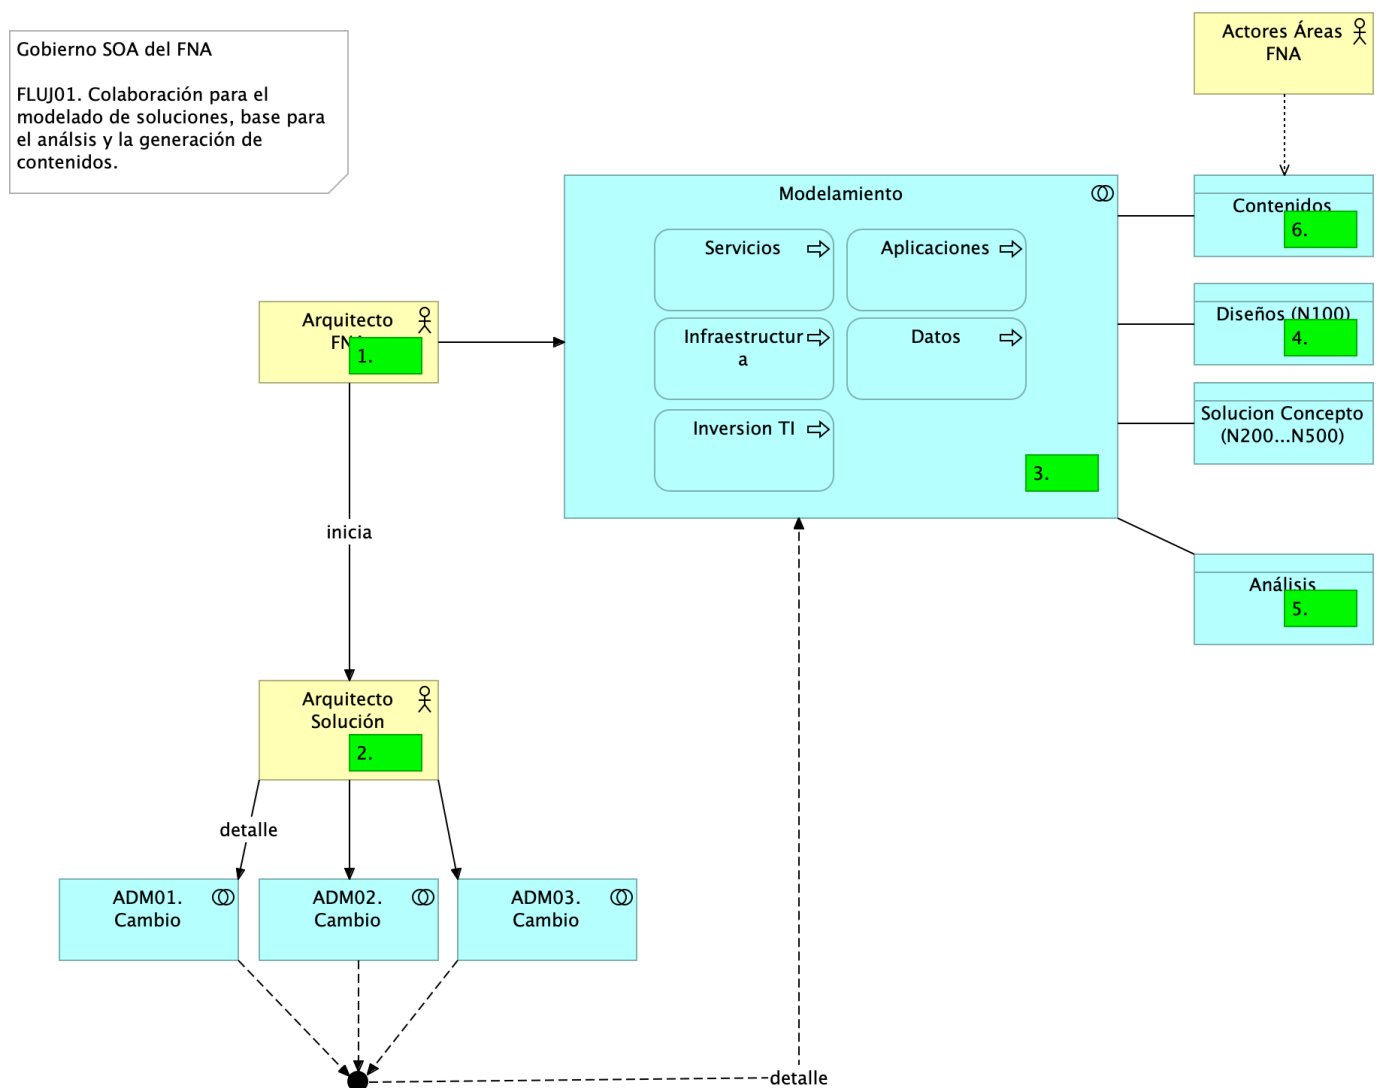 Gobierno SOA del FNA
FLUJ01. Colaboración para el
modelado de soluciones, base para
el análsis y la generación de
contenidos.
Actores Áreas
FNA
Modelamiento
Servicios
Aplicaciones
Infraestructur
a
Datos
Inversion TI
3.
Contenidos
6.
Diseños (N100)
4.
Solucion Concepto
(N200...N500)
Análisis
5.
Arquitecto
FNA
1.
inicia
Arquitecto
Solución
2.
detalle
ADM01.
Cambio
ADM02.
Cambio
ADM03.
Cambio
detalle